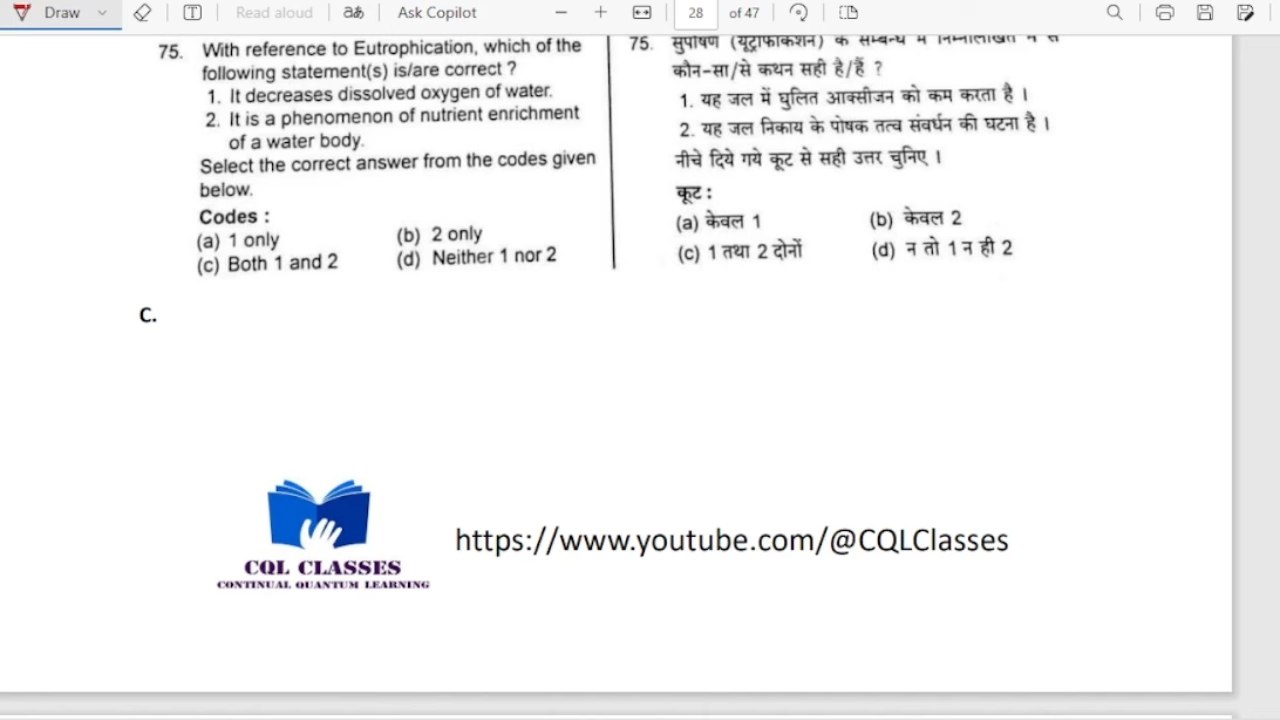 Draw
Read aloud
aあ
Ask Copilot
28 of 47
75. With reference to Eutrophication, which of the
following statement(s) is/are correct ?
1. It decreases dissolved oxygen of water.
2. It is a phenomenon of nutrient enrichment
of a water body.
Select the correct answer from the codes given
below.
Codes :
(a) 1 only (b) 2 only
(c) Both 1 and 2 (d) Neither 1 nor 2
75. सुपोषण (यूट्रोफीकेशन) के सम्बन्ध में निम्नलिखित में से
कौन-सा/से कथन सही है/हैं ?
1. यह जल में घुलित आक्सीजन को कम करता है ।
2. यह जल निकाय के पोषक तत्व संवर्धन की घटना है ।
नीचे दिये गये कूट से सही उत्तर चुनिए ।
कूट :
(a) केवल 1 (b) केवल 2
(c) 1 तथा 2 दोनों (d) न तो 1 न ही 2
C.
CQL CLASSES
CONTINUAL QUANTUM LEARNING
https://www.youtube.com/@CQLClasses